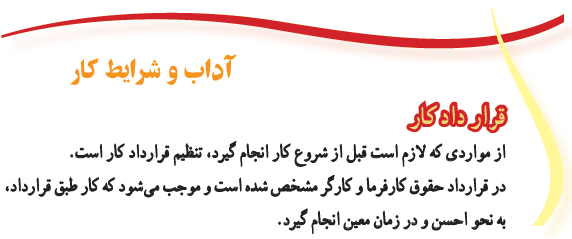 آداب و شرایط کار
قرار داد کار
از مواردی که لازم است قبل از شروع کار انجام گیرد، تنظیم قرارداد کار است.
در قرارداد حقوق کارفرما و کارگر مشخص شده است و موجب می‌شود که کار طبق قرارداد،
به نحو احسن و در زمان معین انجام گیرد.